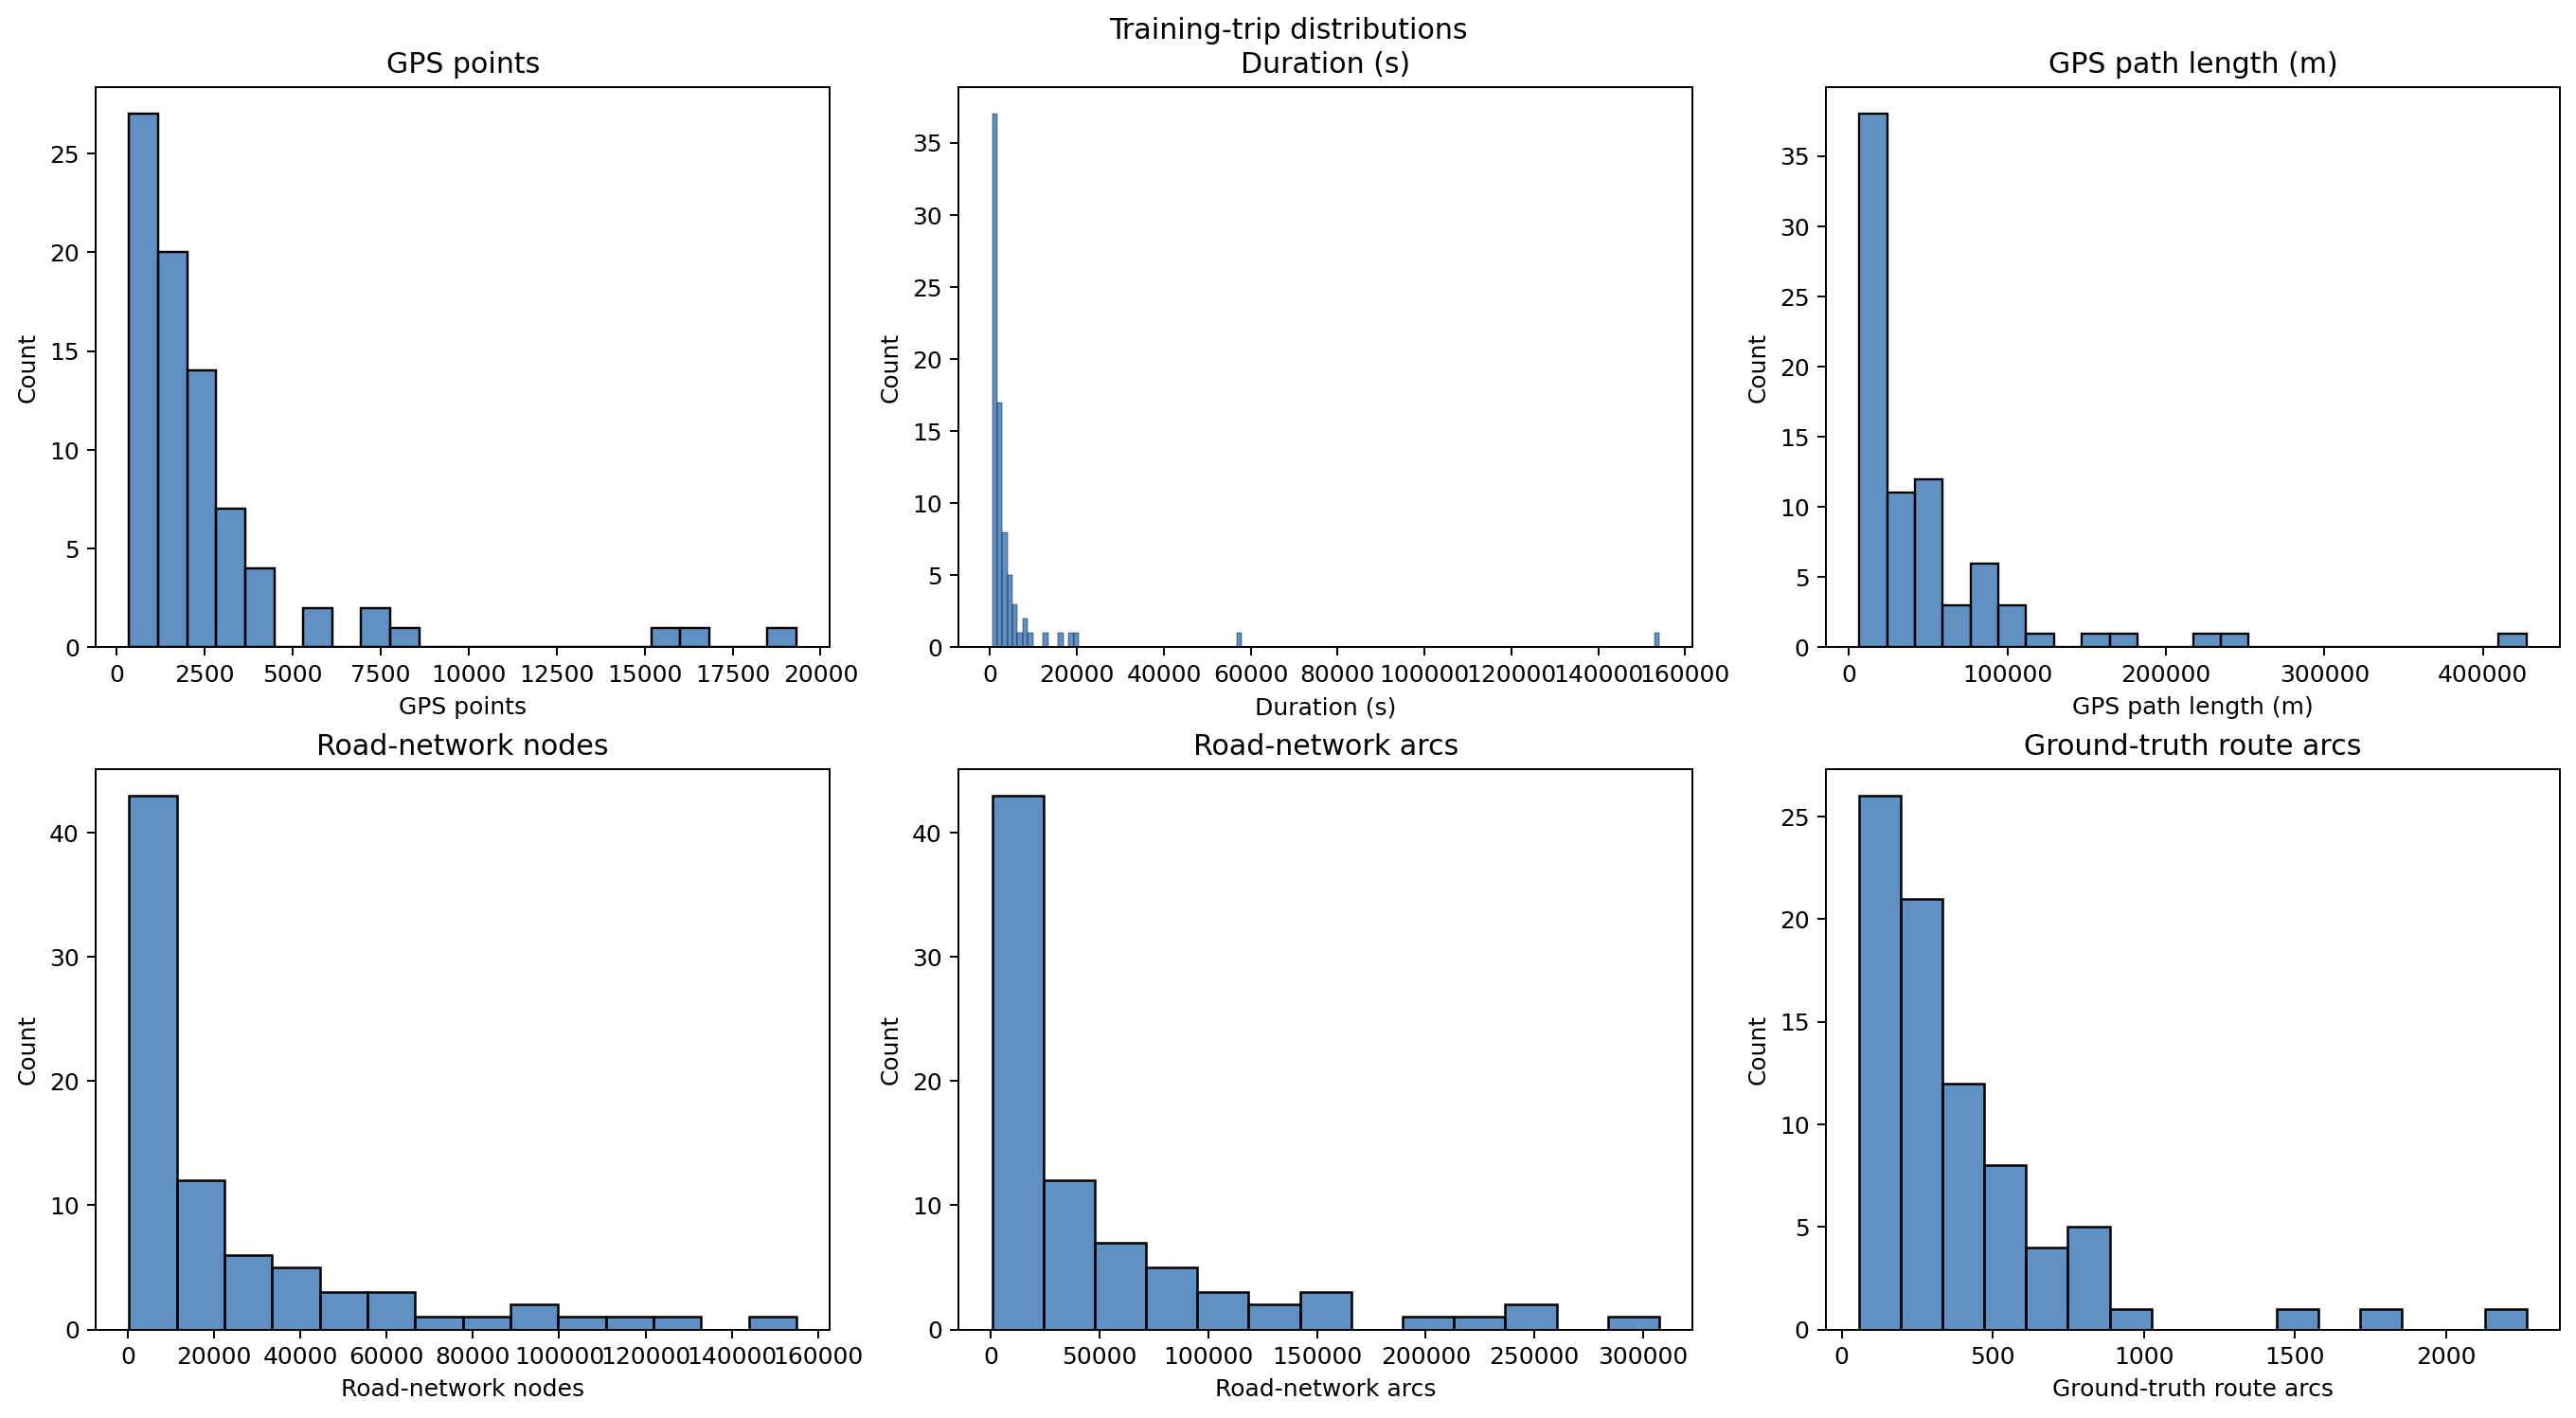 Training-trip distributions
GPS points
Duration (s)
GPS path length (m)
Count
25
20
15
10
5
0
0 2500 5000 7500 10000 12500 15000 17500 20000
GPS points
Count
35
30
25
20
15
10
5
0
0 20000 40000 60000 80000 100000 120000 140000 160000
Duration (s)
Count
35
30
25
20
15
10
5
0
0 100000 200000 300000 400000
GPS path length (m)
Road-network nodes
Road-network arcs
Ground-truth route arcs
Count
40
30
20
10
0
0 20000 40000 60000 80000 100000 120000 140000 160000
Road-network nodes
Count
40
30
20
10
0
0 50000 100000 150000 200000 250000 300000
Road-network arcs
Count
25
20
15
10
5
0
0 500 1000 1500 2000
Ground-truth route arcs